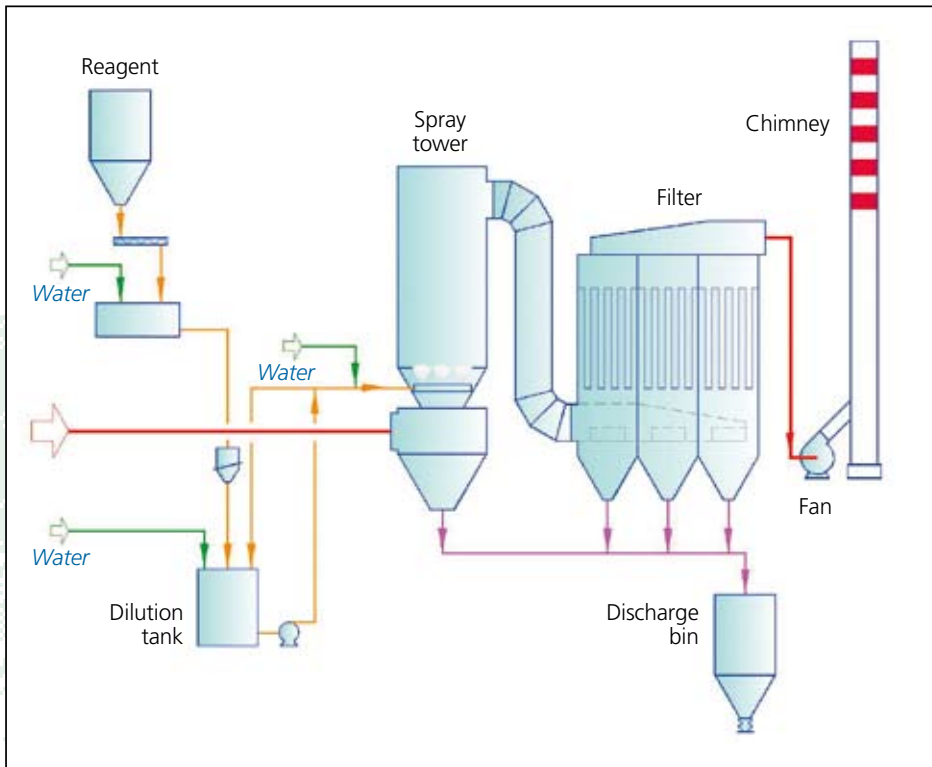 Reagent
Spray
tower
Chimney
Filter
Water
Water
Fan
Water
Dilution
tank
Discharge
bin